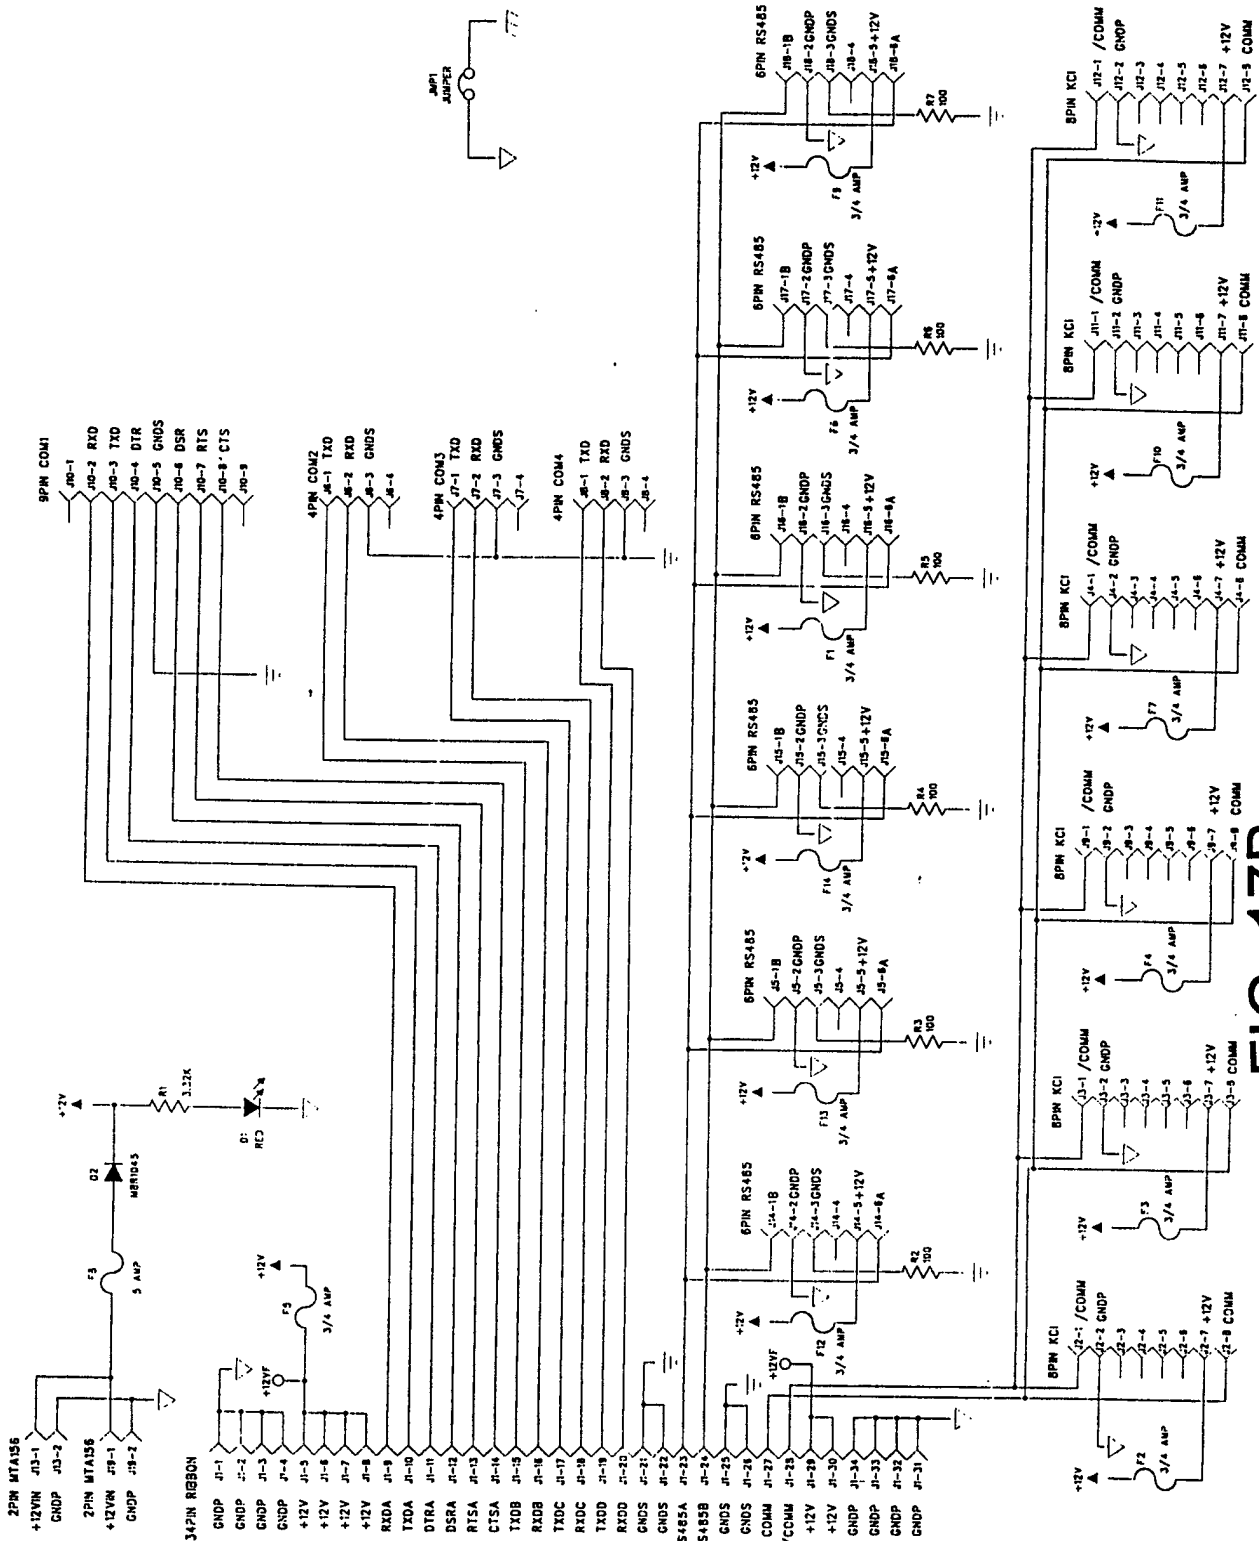 2PIN MTA156
+12VIN J13-1
GNDP J13-2
2PIN MTA156
+12VIN J19-1
GNDP J19-2
F8
5 AMP
D2
MBR1045
+12V
R1
3.32K
D1
RED
JMP1
JUMPER
34PIN RIBBON
GNDP J1-1
GNDP J1-2
GNDP J1-3
GNDP J1-4
+12V J1-5
+12V J1-6
+12V J1-7
+12V J1-8
RXDA J1-9
TXDA J1-10
DTRA J1-11
DSRA J1-12
RTSA J1-13
CTSA J1-14
TXDB J1-15
RXDB J1-16
TXDC J1-17
RXDC J1-18
TXDD J1-19
RXDD J1-20
GNDS J1-21
GNDS J1-22
S485A J1-23
S485B J1-24
GNDS J1-25
GNDS J1-26
COMM J1-27
/COMM J1-28
+12V J1-29
+12V J1-30
GNDP J1-34
GNDP J1-33
GNDP J1-32
GNDP J1-31
+12VF
F5
3/4 AMP
+12V
+12VF
9PIN COM1
J10-1
J10-2 RXD
J10-3 TXD
J10-4 DTR
J10-5 GNDS
J10-6 DSR
J10-7 RTS
J10-8 CTS
J10-9
4PIN COM2
J6-1 TXD
J6-2 RXD
J6-3 GNDS
J6-4
4PIN COM3
J7-1 TXD
J7-2 RXD
J7-3 GNDS
J7-4
4PIN COM4
J8-1 TXD
J8-2 RXD
J8-3 GNDS
J8-4
6PIN RS485
J14-1B
J14-2GNDP
J14-3GNDS
J14-4
J14-5+12V
J14-6A
+12V
F12
3/4 AMP
R2
100
6PIN RS485
J5-1B
J5-2GNDP
J5-3GNDS
J5-4
J5-5+12V
J5-6A
+12V
F13
3/4 AMP
R3
100
6PIN RS485
J15-1B
J15-2GNDP
J15-3GNDS
J15-4
J15-5+12V
J15-6A
+12V
F14
3/4 AMP
R4
100
6PIN RS485
J16-1B
J16-2GNDP
J16-3GNDS
J16-4
J16-5+12V
J16-6A
+12V
F1
3/4 AMP
R5
100
6PIN RS485
J17-1B
J17-2GNDP
J17-3GNDS
J17-4
J17-5+12V
J17-6A
+12V
F6
3/4 AMP
R6
100
6PIN RS485
J18-1B
J18-2GNDP
J18-3GNDS
J18-4
J18-5+12V
J18-6A
+12V
F9
3/4 AMP
R7
100
8PIN KCI
J2-1 /COMM
J2-2 GNDP
J2-3
J2-4
J2-5
J2-6
J2-7 +12V
J2-8 COMM
+12V
F2
3/4 AMP
8PIN KCI
J3-1 /COMM
J3-2 GNDP
J3-3
J3-4
J3-5
J3-6
J3-7 +12V
J3-8 COMM
+12V
F3
3/4 AMP
8PIN KCI
J9-1 /COMM
J9-2 GNDP
J9-3
J9-4
J9-5
J9-6
J9-7 +12V
J9-8 COMM
+12V
F4
3/4 AMP
8PIN KCI
J4-1 /COMM
J4-2 GNDP
J4-3
J4-4
J4-5
J4-6
J4-7 +12V
J4-8 COMM
+12V
F7
3/4 AMP
8PIN KCI
J11-1 /COMM
J11-2 GNDP
J11-3
J11-4
J11-5
J11-6
J11-7 +12V
J11-8 COMM
+12V
F10
3/4 AMP
8PIN KCI
J12-1 /COMM
J12-2 GNDP
J12-3
J12-4
J12-5
J12-6
J12-7 +12V
J12-8 COMM
+12V
F11
3/4 AMP